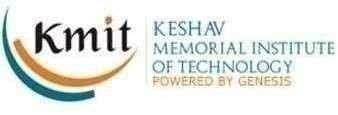 Kmit
KESHAV
MEMORIAL INSTITUTE
OF TECHNOLOGY
POWERED BY GENESIS